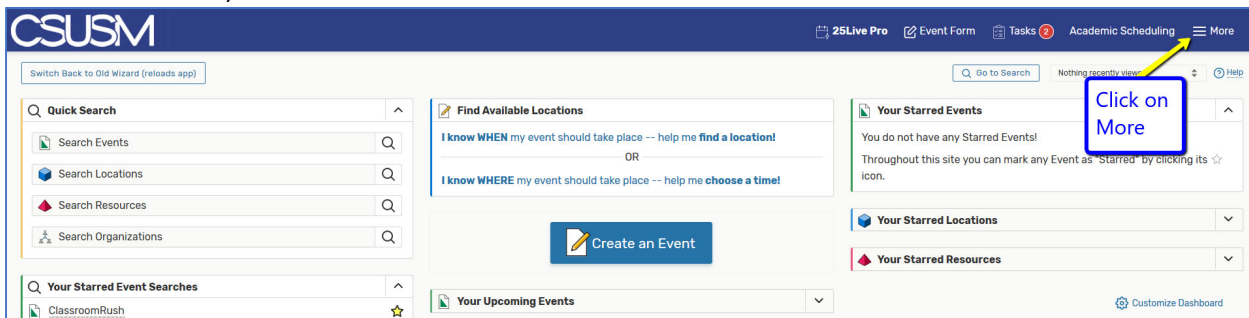 CSUSM
25Live Pro Event Form Tasks 2 Academic Scheduling More
Switch Back to Old Wizard (reloads app)
Go to Search Nothing recently Help
Click on
More
Quick Search
Search Events
Search Locations
Search Resources
Search Organizations
Your Starred Event Searches
ClassroomRush
Find Available Locations
I know WHEN my event should take place -- help me find a location!
OR
I know WHERE my event should take place -- help me choose a time!
Create an Event
Your Upcoming Events
Your Starred Events
You do not have any Starred Events!
Throughout this site you can mark any Event as "Starred" by clicking its
icon.
Your Starred Locations
Your Starred Resources
Customize Dashboard